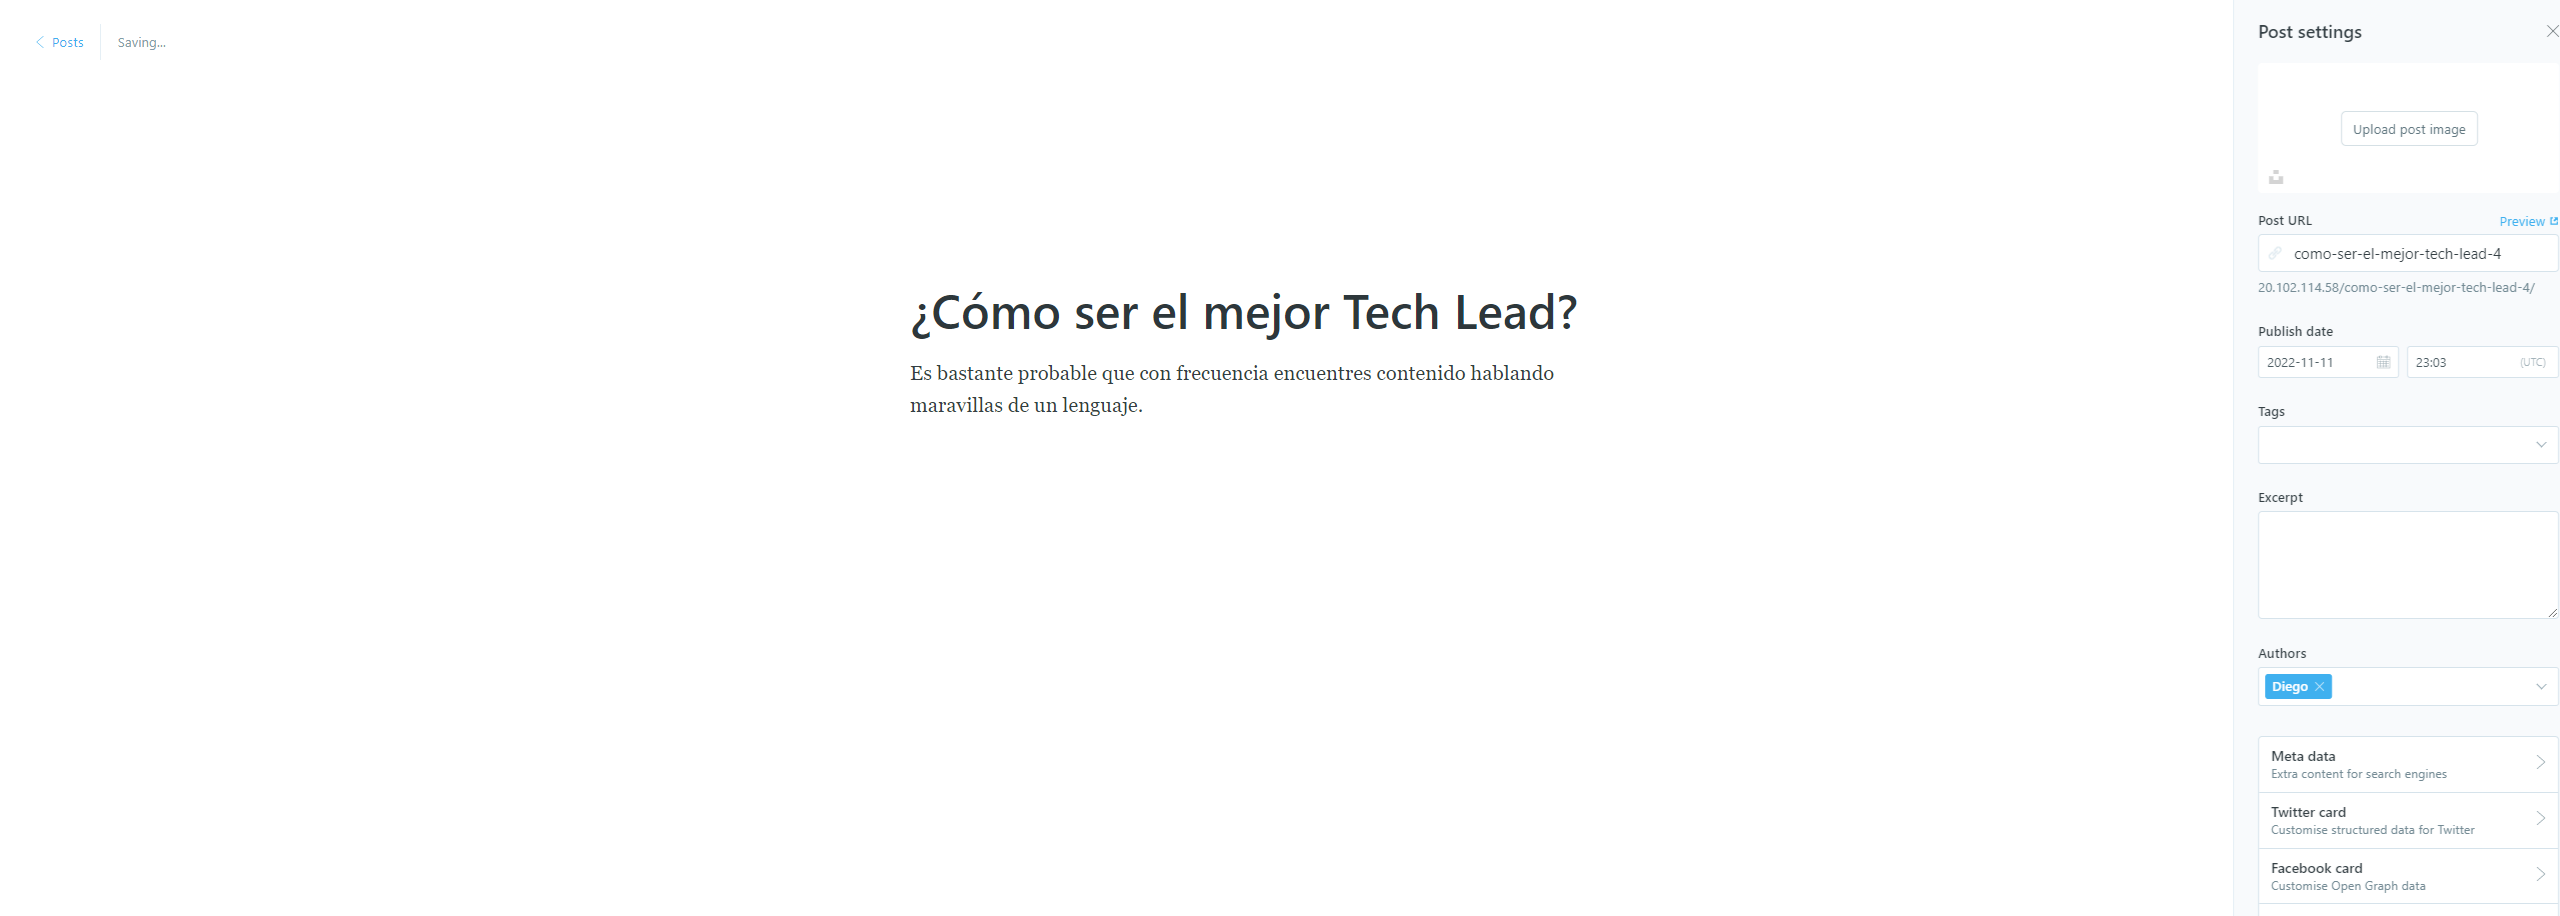 Posts
Saving...
¿Cómo ser el mejor Tech Lead?
Es bastante probable que con frecuencia encuentres contenido hablando
maravillas de un lenguaje.
Post settings
Upload post image
Post URL
Preview
como-ser-el-mejor-tech-lead-4
20.102.114.58/como-ser-el-mejor-tech-lead-4/
Publish date
2022-11-11
23:03
(UTC)
Tags
Excerpt
Authors
Diego
Meta data
Extra content for search engines
Twitter card
Customise structured data for Twitter
Facebook card
Customise Open Graph data